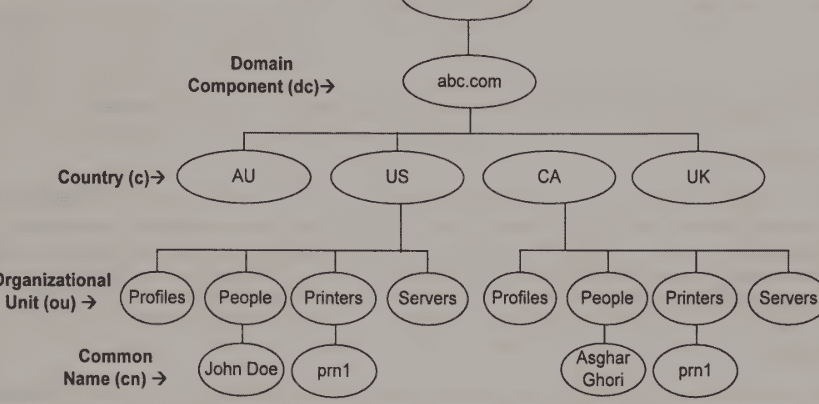 Domain
Component (dc)→
abc.com
Country (c)→
AU
US
CA
UK
Organizational
Unit (ou) →
Profiles
People
Printers
Servers
Profiles
People
Printers
Servers
Common
Name (cn) →
John Doe
prn1
Asghar
Ghori
prn1